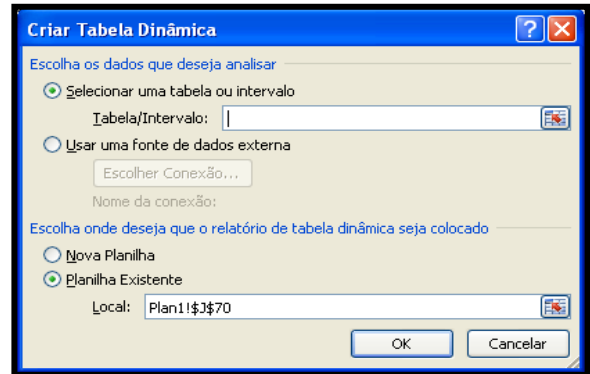 Criar Tabela Dinâmica
Escolha os dados que deseja analisar
Selecionar uma tabela ou intervalo
Tabela/Intervalo:
Usar uma fonte de dados externa
Escolher Conexão...
Nome da conexão:
Escolha onde deseja que o relatório de tabela dinâmica seja colocado
Nova Planilha
Planilha Existente
Local: Plan1!$J$70
OK Cancelar